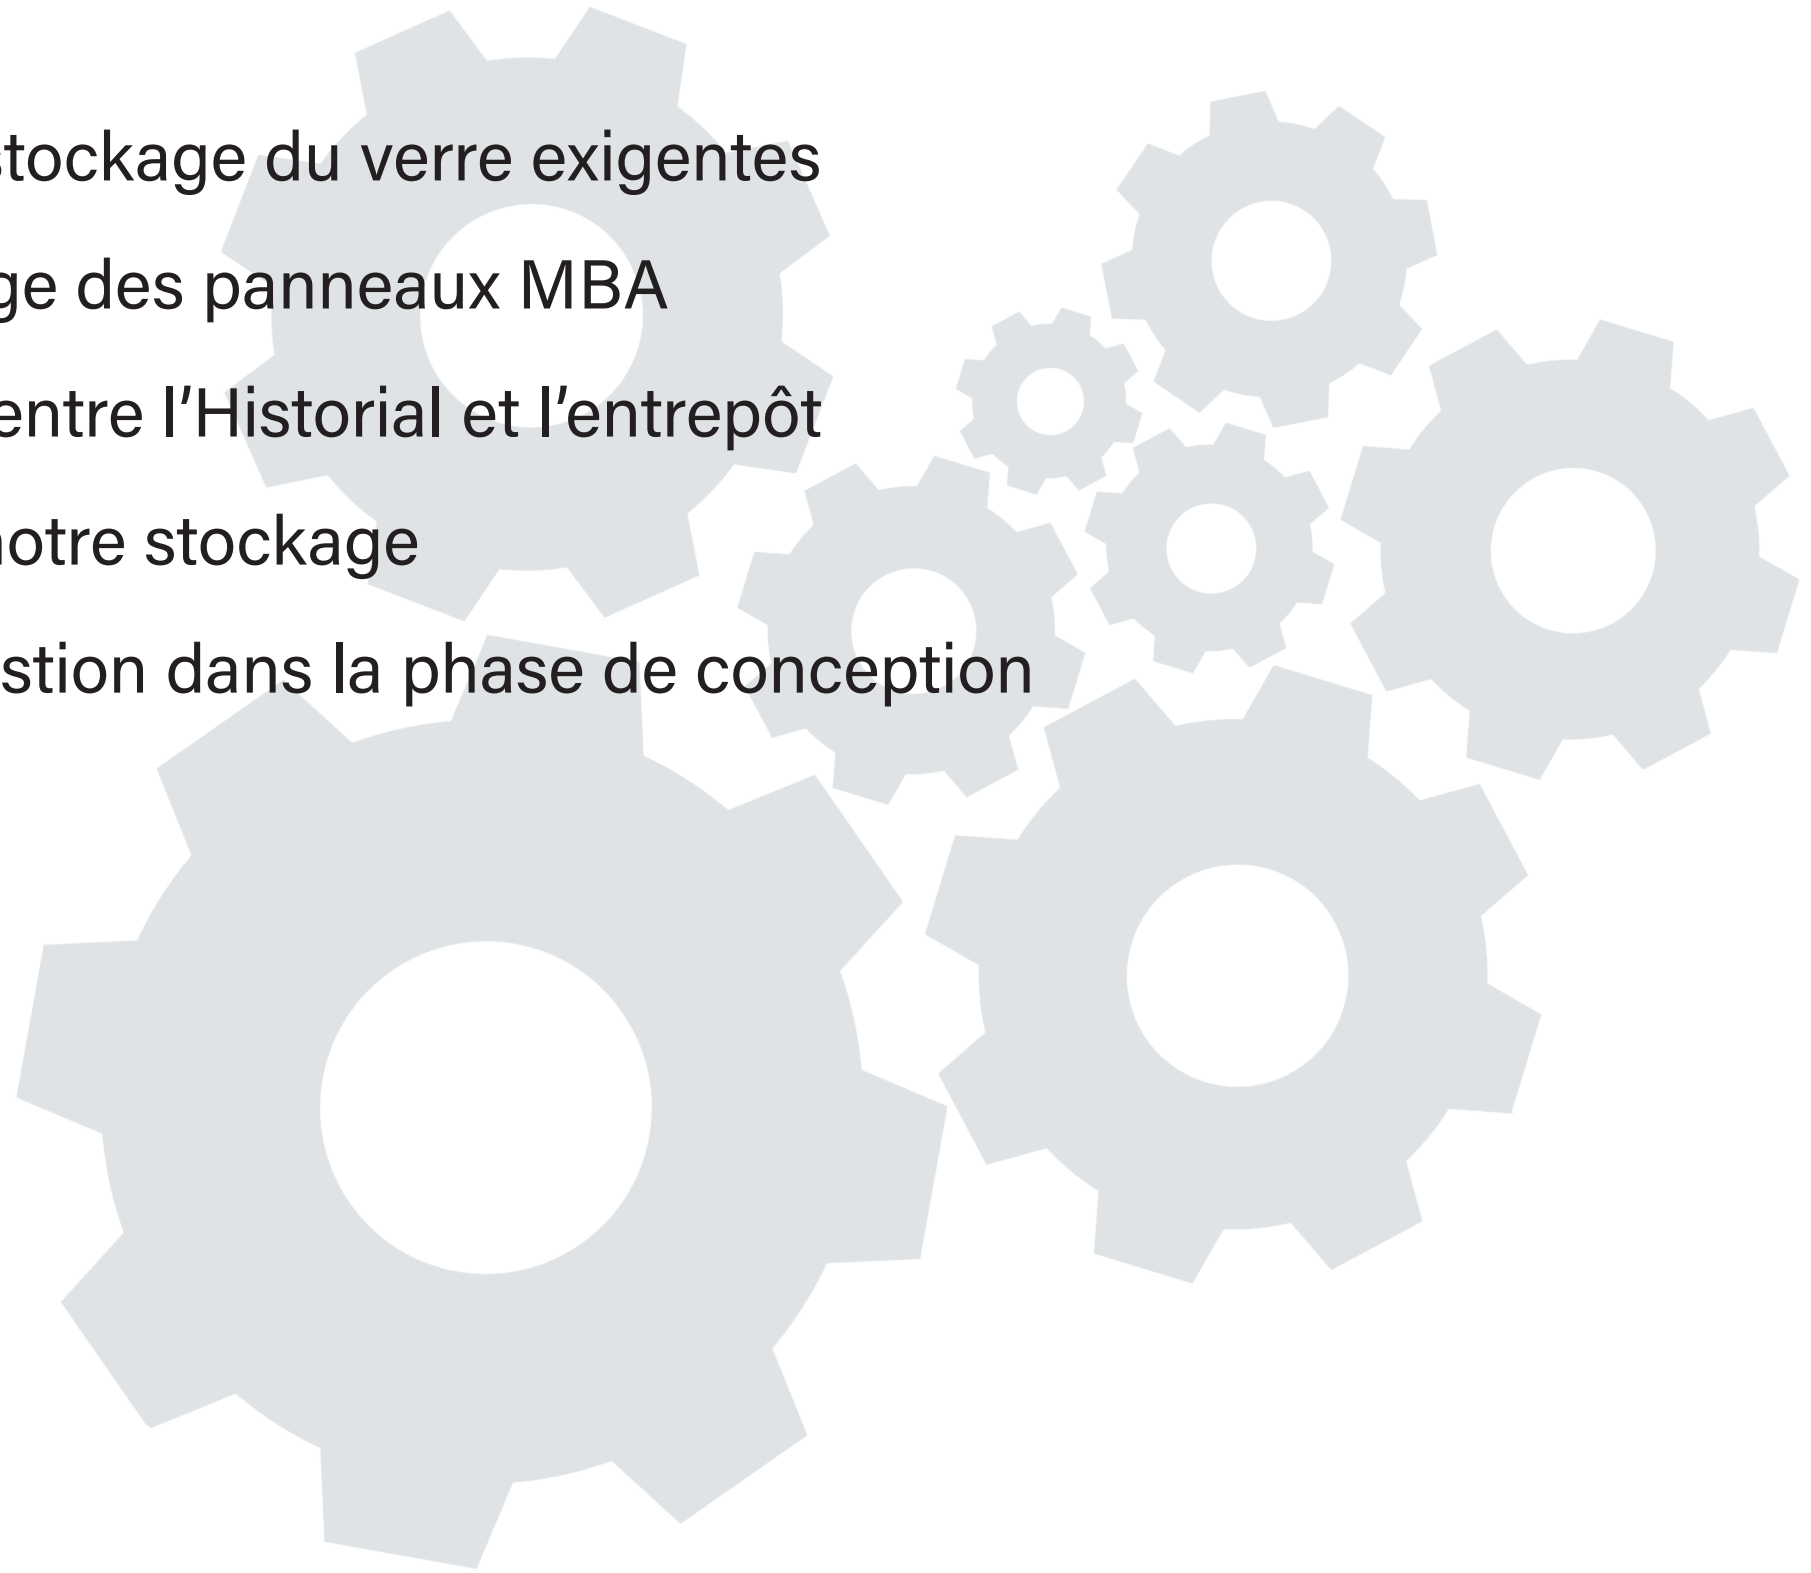 stockage du verre exigentes
ge des panneaux MBA
entre l’Historial et l’entrepôt
notre stockage
stion dans la phase de conception